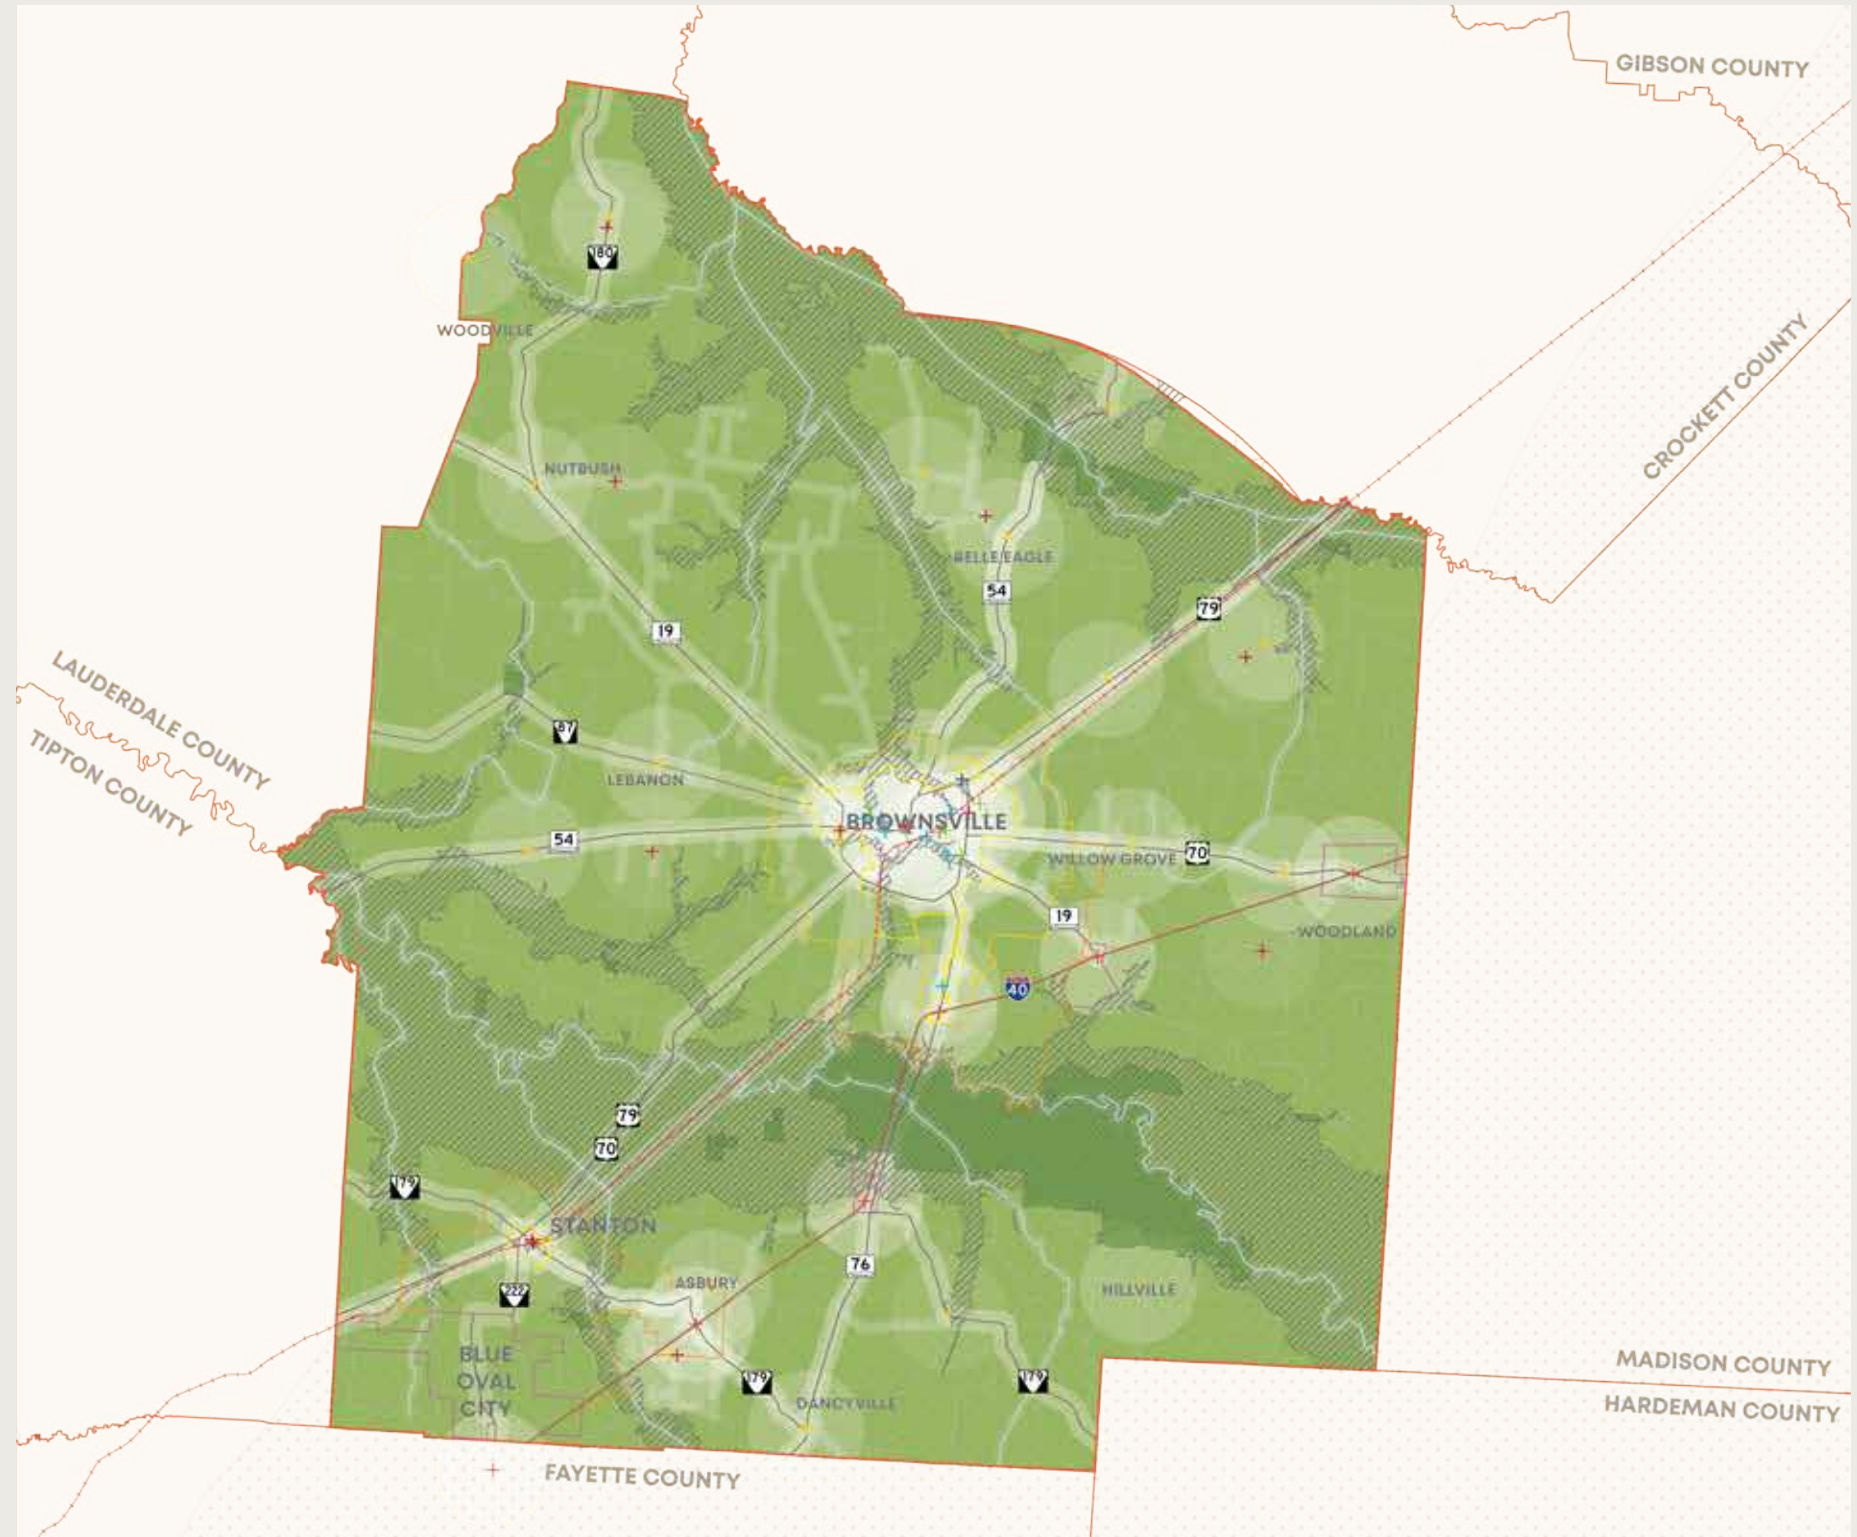 GIBSON COUNTY
180
WOODVILLE
CROCKETT COUNTY
NUTBUSH
BELLE EAGLE
54
79
19
LAUDERDALE COUNTY
TIPTON COUNTY
87
LEBANON
BROWNSVILLE
54
WILLOW GROVE
70
19
WOODLAND
40
79
70
179
STANTON
76
222
ASBURY
HILLVILLE
BLUE
OVAL
CITY
179
179
DANCYVILLE
MADISON COUNTY
HARDEMAN COUNTY
FAYETTE COUNTY